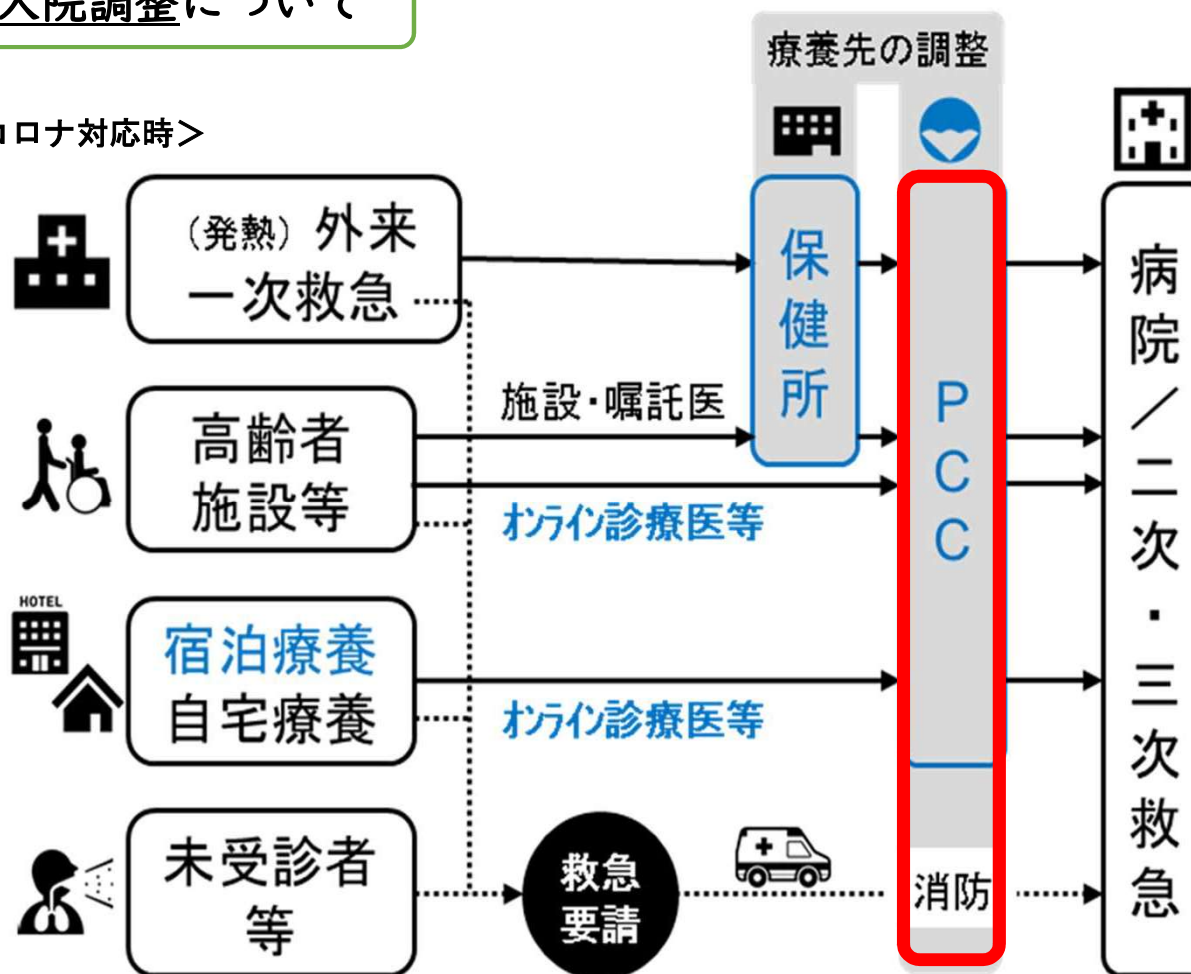 入院調整について
コロナ対応時＞
療養先の調整
（発熱）外来
一次救急
保健所
PCC
病院／二次・三次救急
高齢者
施設等
施設・嘱託医
オンライン診療医等
HOTEL
宿泊療養
自宅療養
オンライン診療医等
未受診者
等
救急
要請
消防